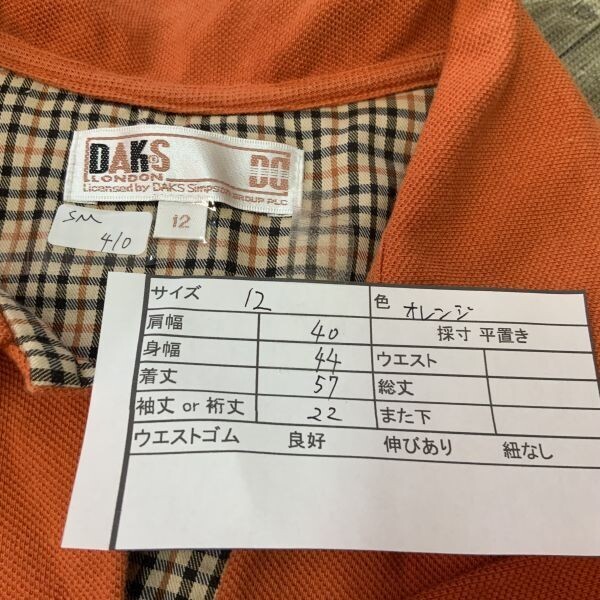 DAKS
LONDON
Licensed by DAKS Simpson GROUP PLC
DD
12
SM
410
サイズ 12 色 オレンジ
肩幅 40 採寸 平置き
身幅 44 ウエスト
着丈 57 総丈
袖丈 or 裄丈 22 また下
ウエストゴム 良好 伸びあり 紐なし